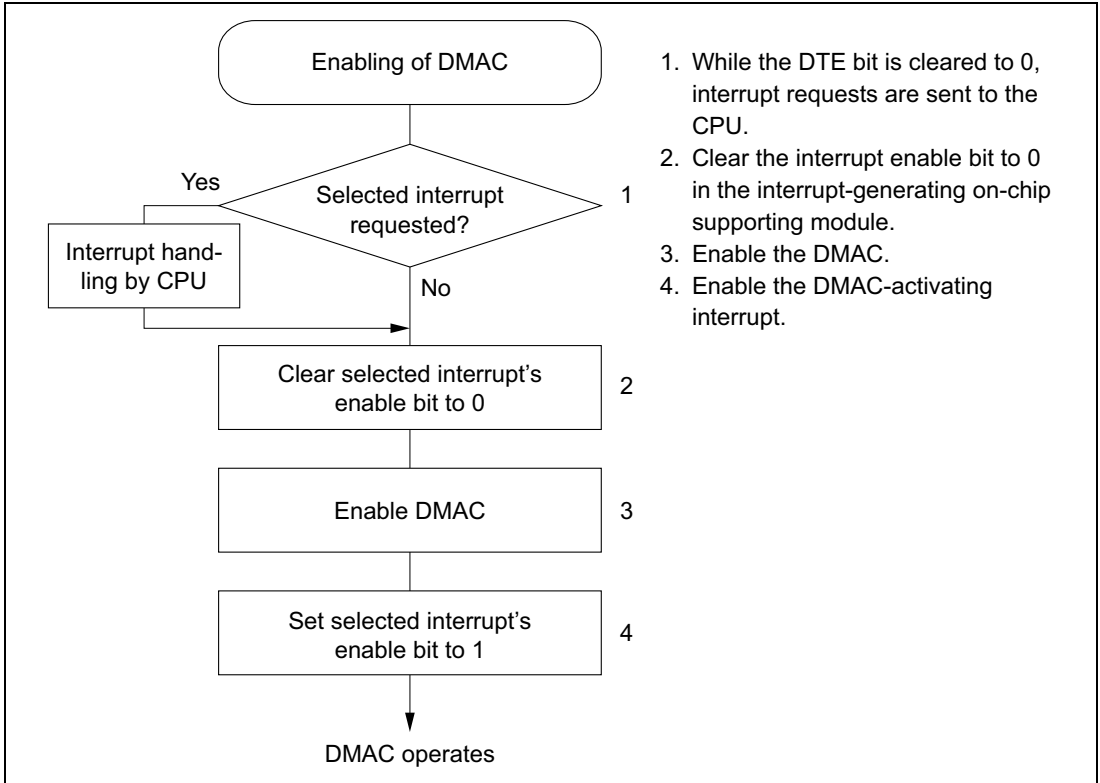 Enabling of DMAC
Yes
Selected interrupt
requested?
1
Interrupt hand-
ling by CPU
No
Clear selected interrupt's
enable bit to 0
2
Enable DMAC
3
Set selected interrupt's
enable bit to 1
4
DMAC operates
1. While the DTE bit is cleared to 0,
interrupt requests are sent to the
CPU.
2. Clear the interrupt enable bit to 0
in the interrupt-generating on-chip
supporting module.
3. Enable the DMAC.
4. Enable the DMAC-activating
interrupt.